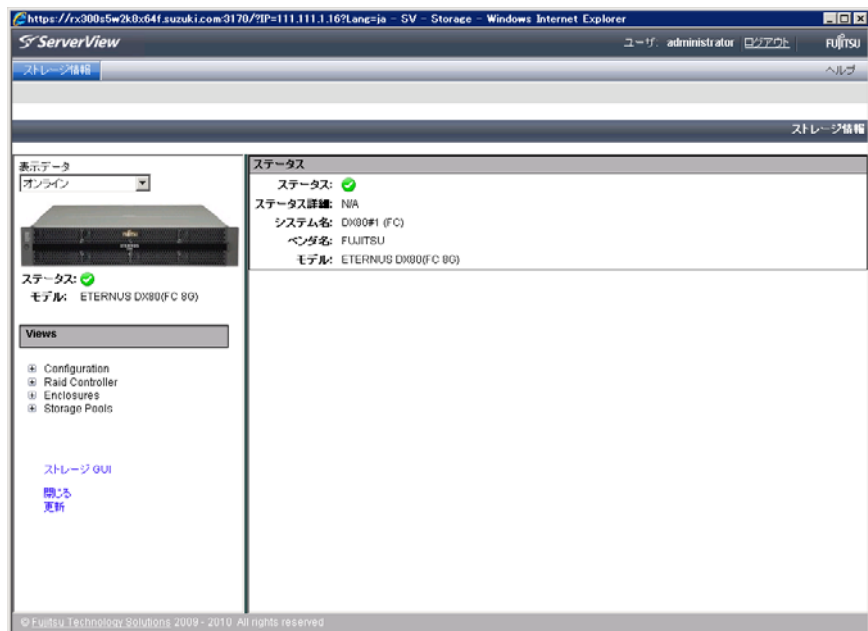 https://rx300s5w2k8x64f.suzuki.com:3170/?IP=111.111.1.16?Lang=ja - SV - Storage - Windows Internet Explorer
ServerView
ユーザ: administrator ログアウト FUJITSU
ストレージ情報 ヘルプ
ストレージ情報
表示データ
オンライン
ステータス:
モデル: ETERNUS DX80(FC 8G)
Views
Configuration
Raid Controller
Enclosures
Storage Pools
ストレージ GUI
閉じる
更新
ステータス
ステータス:
ステータス詳細: N/A
システム名: DX80#1 (FC)
ベンダ名: FUJITSU
モデル: ETERNUS DX80(FC 8G)
© Fujitsu Technology Solutions 2009 - 2010 All rights reserved